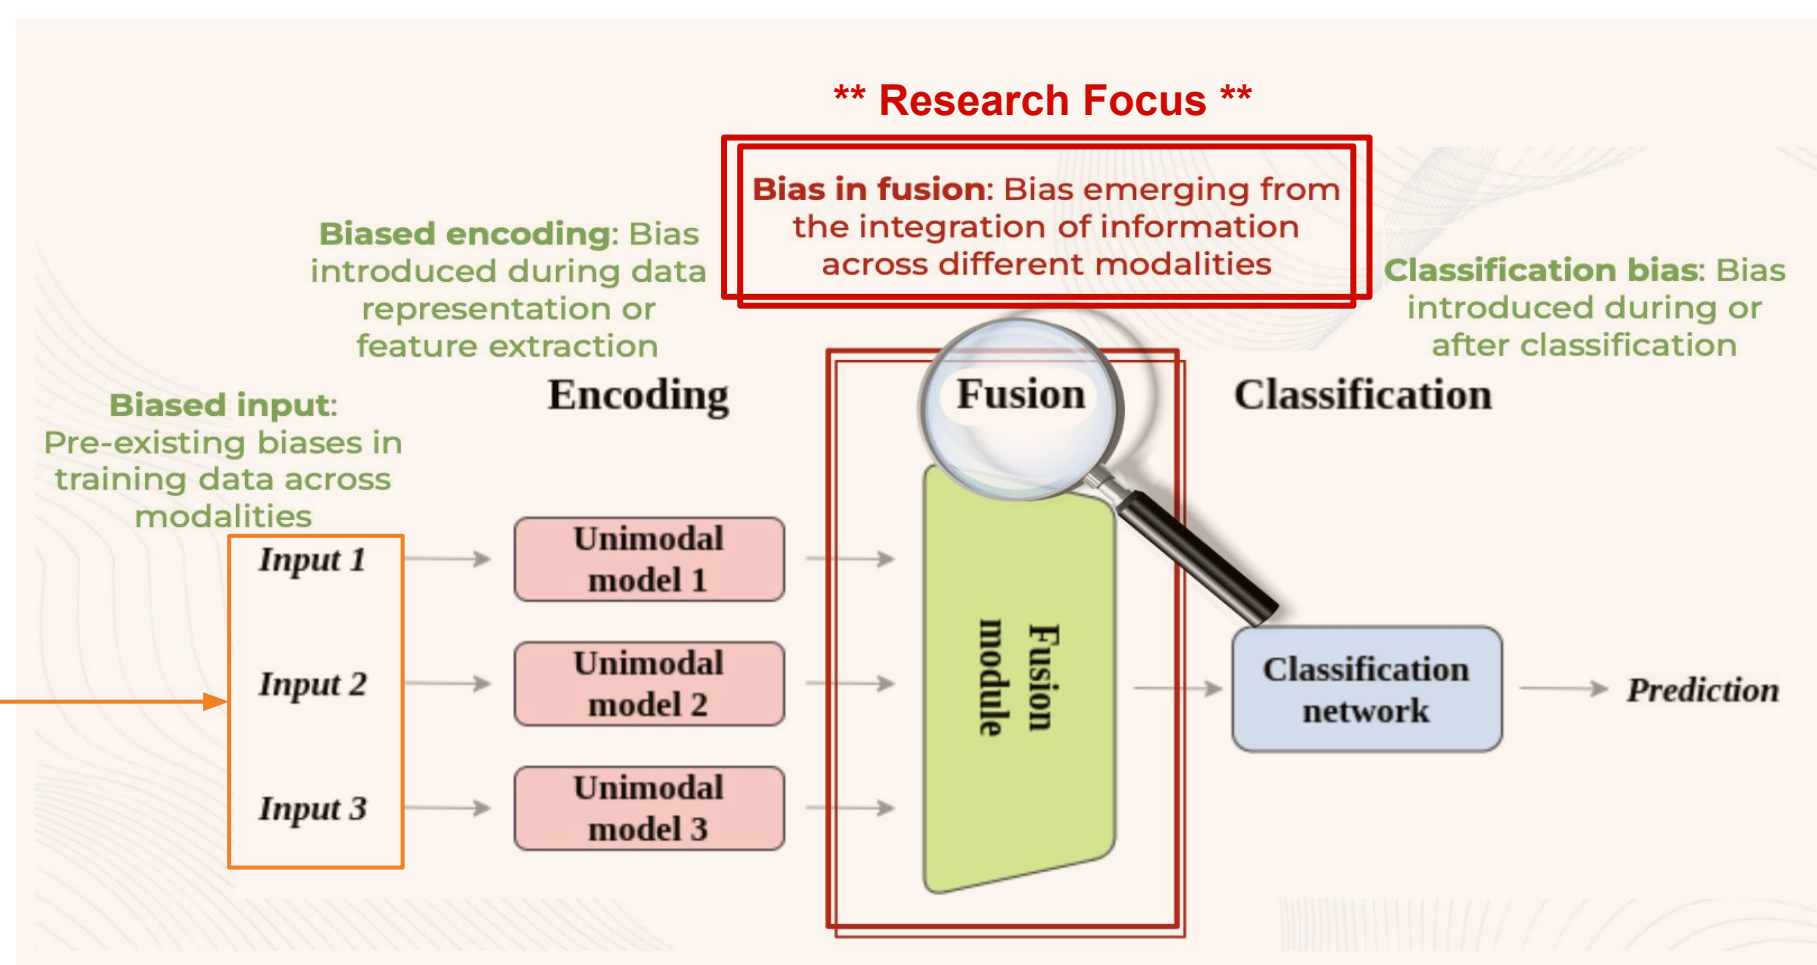 ** Research Focus **
Bias in fusion: Bias emerging from
the integration of information
across different modalities
Biased encoding: Bias
introduced during data
representation or
feature extraction
Classification bias: Bias
introduced during or
after classification
Biased input:
Pre-existing biases in
training data across
modalities
Encoding
Fusion
Classification
Input 1
Unimodal
model 1
Input 2
Unimodal
model 2
Input 3
Unimodal
model 3
Fusion
module
Classification
network
Prediction